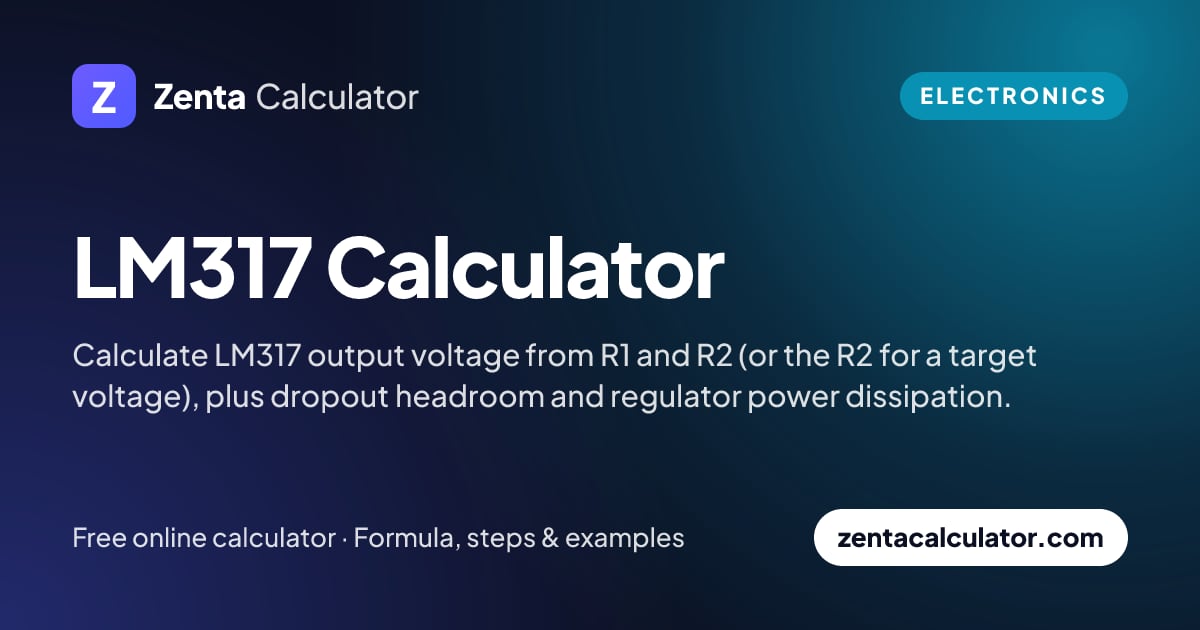 Z
Zenta Calculator
ELECTRONICS
LM317 Calculator
Calculate LM317 output voltage from R1 and R2 (or the R2 for a target
voltage), plus dropout headroom and regulator power dissipation.
Free online calculator · Formula, steps & examples
zentacalculator.com